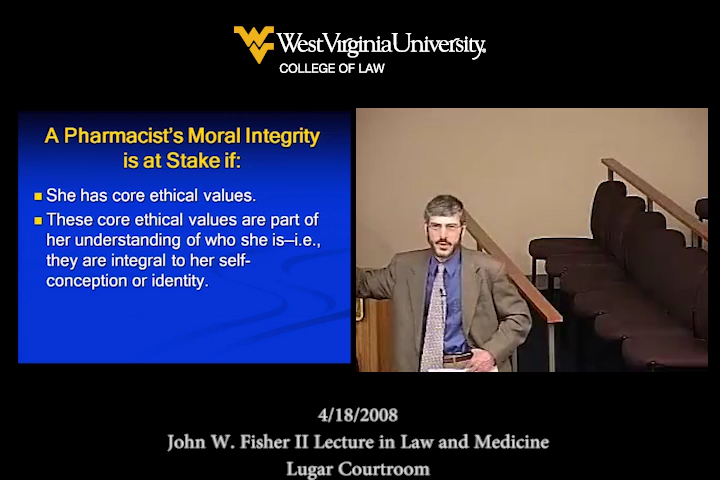 WestVirginiaUniversity.
COLLEGE OF LAW
A Pharmacist's Moral Integrity
is at Stake if:
She has core ethical values.
These core ethical values are part of
her understanding of who she is–i.e.,
they are integral to her self-
conception or identity.
4/18/2008
John W. Fisher II Lecture in Law and Medicine
Lugar Courtroom